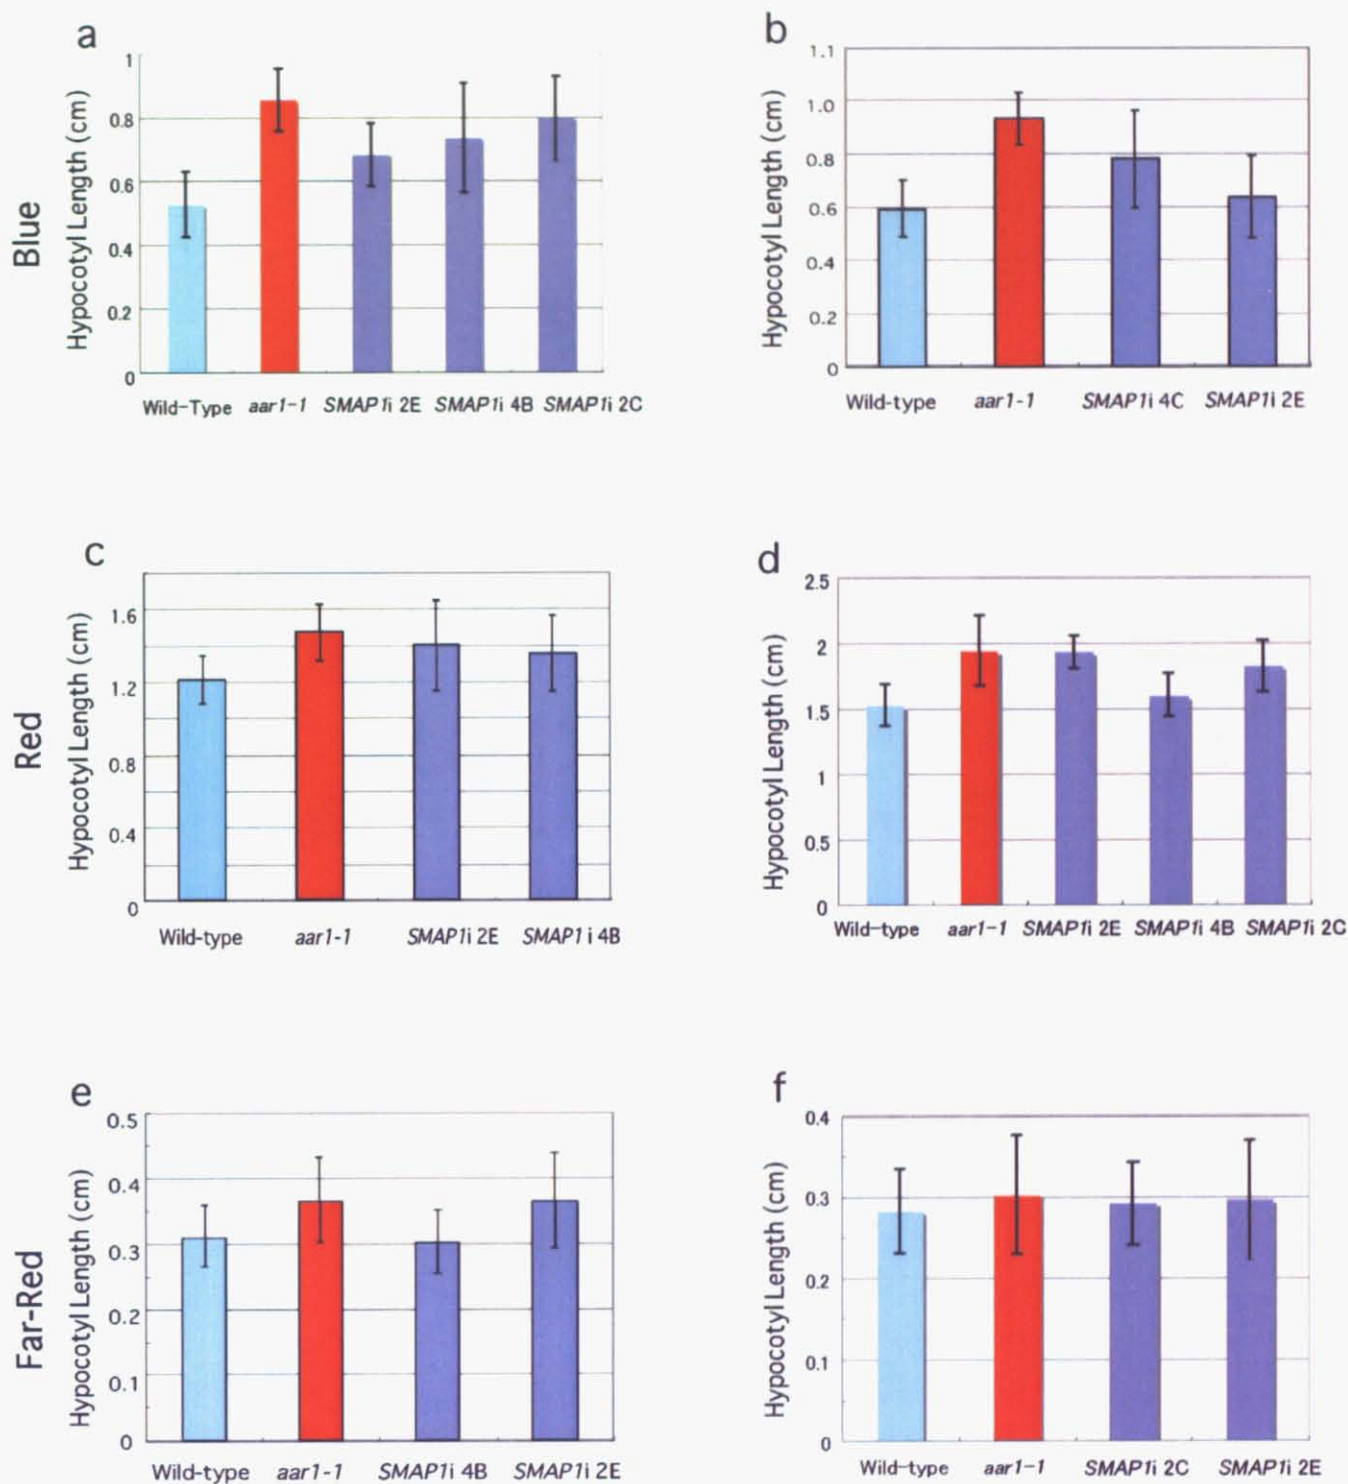 Blue
a
Hypocotyl Length (cm)
1
0.8
0.6
0.4
0.2
0
Wild-Type aar1-1 SMAP1i 2E SMAP1i 4B SMAP1i 2C
b
Hypocotyl Length (cm)
1.1
1.0
0.8
0.6
0.4
0.2
0
Wild-type aar1-1 SMAP1i 4C SMAP1i 2E
Red
c
Hypocotyl Length (cm)
1.6
1.2
0.8
0.4
0
Wild-type aar1-1 SMAP1i 2E SMAP1i 4B
d
Hypocotyl Length (cm)
2.5
2
1.5
1
0.5
0
Wild-type aar1-1 SMAP1i 2E SMAP1i 4B SMAP1i 2C
Far-Red
e
Hypocotyl Length (cm)
0.5
0.4
0.3
0.2
0.1
0
Wild-type aar1-1 SMAP1i 4B SMAP1i 2E
f
Hypocotyl Length (cm)
0.4
0.3
0.2
0.1
0
Wild-type aar1-1 SMAP1i 2C SMAP1i 2E